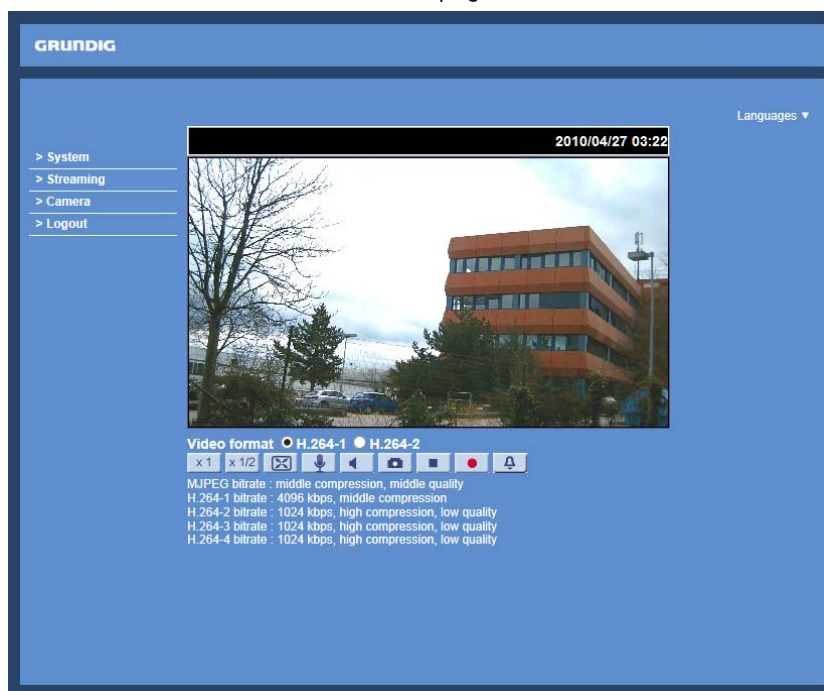 GRUNDIG
Languages ▼
2010/04/27 03:22
> System
> Streaming
> Camera
> Logout
Video format H.264-1 H.264-2
x 1 x 1/2
MJPEG bitrate : middle compression, middle quality
H.264-1 bitrate : 4096 kbps, middle compression
H.264-2 bitrate : 1024 kbps, high compression, low quality
H.264-3 bitrate : 1024 kbps, high compression, low quality
H.264-4 bitrate : 1024 kbps, high compression, low quality